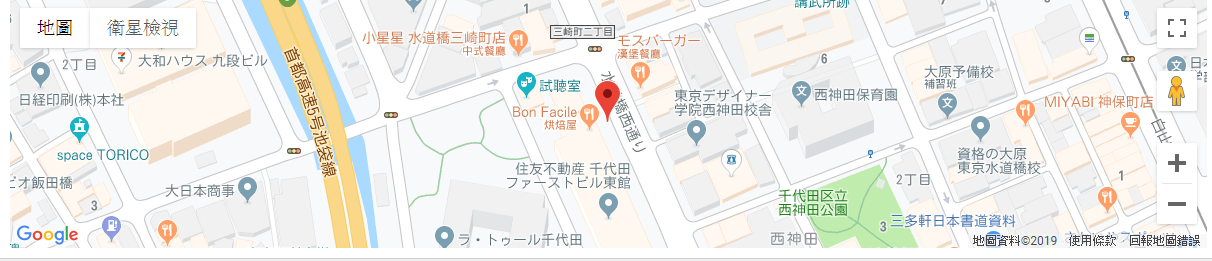 地圖
衛星檢視
講武所跡
三崎町二丁目
小星星 水道橋三崎町店
中式餐廳
モスバーガー
漢堡餐廳
6
2丁目
大和ハウス 九段ビル
首都高速5号池袋線
試聴室
日経印刷(株)本社
大原予備校
補習班
東京デザイナー
学院西神田校舎
西神田保育園
MIYABI 神保町店
Bon Facile
烘焙屋
橋西通り
白山
space TORICO
住友不動産 千代田
ファーストビル東館
資格の大原
東京水道橋校
ピオ飯田橋
大日本商事
千代田区立
西神田公園
2丁目
1
3
3
三多軒日本書道資料
ラ・トゥール千代田
西神田
Google
地圖資料©2019
使用條款
回報地圖錯誤